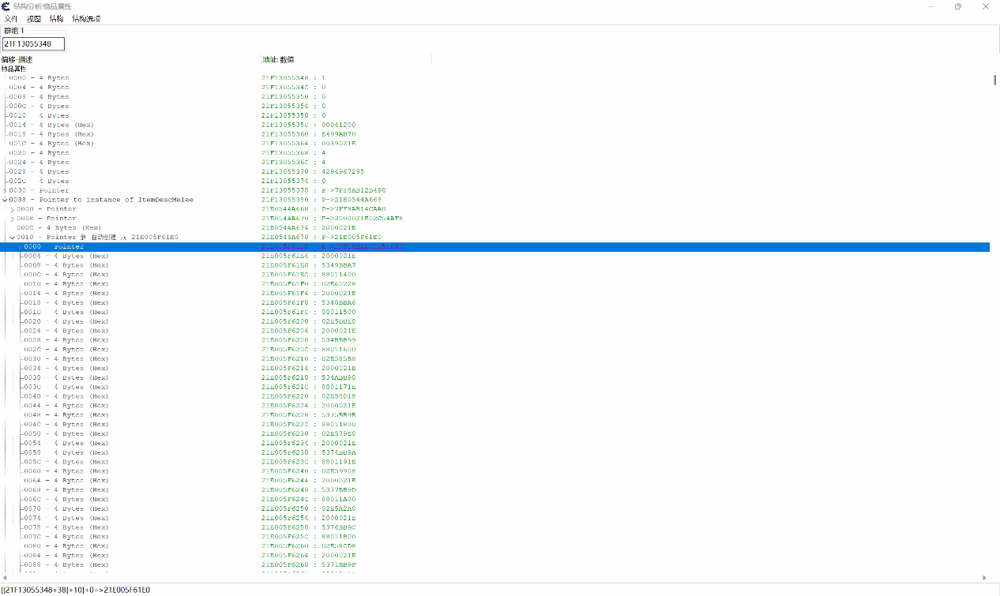 结构分析:物品属性
文件 视图 结构 结构选项
群组 1
21F13055348
偏移-描述 地址: 数值
物品属性
0000 - 4 Bytes 21F13055348 : 1
0004 - 4 Bytes 21F1305534C : 0
0008 - 4 Bytes 21F13055350 : 0
000C - 4 Bytes 21F13055354 : 0
0010 - 4 Bytes 21F13055358 : 0
0014 - 4 Bytes (Hex) 21F1305535C : 00041200
0018 - 4 Bytes (Hex) 21F13055360 : E499AB70
001C - 4 Bytes (Hex) 21F13055364 : 0039021E
0020 - 4 Bytes 21F13055368 : 4
0024 - 4 Bytes 21F1305536C : 4
0028 - 4 Bytes 21F13055370 : 4294967295
002C - 4 Bytes 21F13055374 : 0
0030 - Pointer 21F13055378 : P->7FF8AB12B498
0038 - Pointer to instance of ItemDescMelee 21F13055380 : P->21E0544A668
0000 - Pointer 21E0544A668 : P->7FF8AB14CAA0
0008 - Pointer 21E0544A670 : P->2000021E02C54AF8
000C - 4 Bytes (Hex) 21E0544A674 : 2000021E
0010 - Pointer 到 自动创建 从 21E005F61E0 21E0544A678 : P->21E005F61E0
0000 - Pointer
0004 - 4 Bytes (Hex) 21E005F61E4 : 2000021E
0008 - 4 Bytes (Hex) 21E005F61E8 : 5349BBA7
000C - 4 Bytes (Hex) 21E005F61EC : 88011400
0010 - 4 Bytes (Hex) 21E005F61F0 : 02E60228
0014 - 4 Bytes (Hex) 21E005F61F4 : 2000021E
0018 - 4 Bytes (Hex) 21E005F61F8 : 5348BBA6
001C - 4 Bytes (Hex) 21E005F61FC : 88011500
0020 - 4 Bytes (Hex) 21E005F6200 : 02E5DBE8
0024 - 4 Bytes (Hex) 21E005F6204 : 2000021E
0028 - 4 Bytes (Hex) 21E005F6208 : 534BBB99
002C - 4 Bytes (Hex) 21E005F620C : 88011600
0030 - 4 Bytes (Hex) 21E005F6210 : 02E585B8
0034 - 4 Bytes (Hex) 21E005F6214 : 2000021E
0038 - 4 Bytes (Hex) 21E005F6218 : 534ABB98
003C - 4 Bytes (Hex) 21E005F621C : 8801171E
0040 - 4 Bytes (Hex) 21E005F6220 : 02E58D18
0044 - 4 Bytes (Hex) 21E005F6224 : 2000021E
0048 - 4 Bytes (Hex) 21E005F6228 : 5375BB9B
004C - 4 Bytes (Hex) 21E005F622C : 88011800
0050 - 4 Bytes (Hex) 21E005F6230 : 02E579E8
0054 - 4 Bytes (Hex) 21E005F6234 : 2000021E
0058 - 4 Bytes (Hex) 21E005F6238 : 5374BB9A
005C - 4 Bytes (Hex) 21E005F623C : 8801191E
0060 - 4 Bytes (Hex) 21E005F6240 : 02E59908
0064 - 4 Bytes (Hex) 21E005F6244 : 2000021E
0068 - 4 Bytes (Hex) 21E005F6248 : 5377BB9D
006C - 4 Bytes (Hex) 21E005F624C : 88011A00
0070 - 4 Bytes (Hex) 21E005F6250 : 02E5A2A8
0074 - 4 Bytes (Hex) 21E005F6254 : 2000021E
0078 - 4 Bytes (Hex) 21E005F6258 : 5376BB9C
007C - 4 Bytes (Hex) 21E005F625C : 88011B00
0080 - 4 Bytes (Hex) 21E005F6260 : 02E58CD8
0084 - 4 Bytes (Hex) 21E005F6264 : 2000021E
0088 - 4 Bytes (Hex) 21E005F6268 : 5371BB9F
[[21F13055348+38]+10]+0=>21E005F61E0